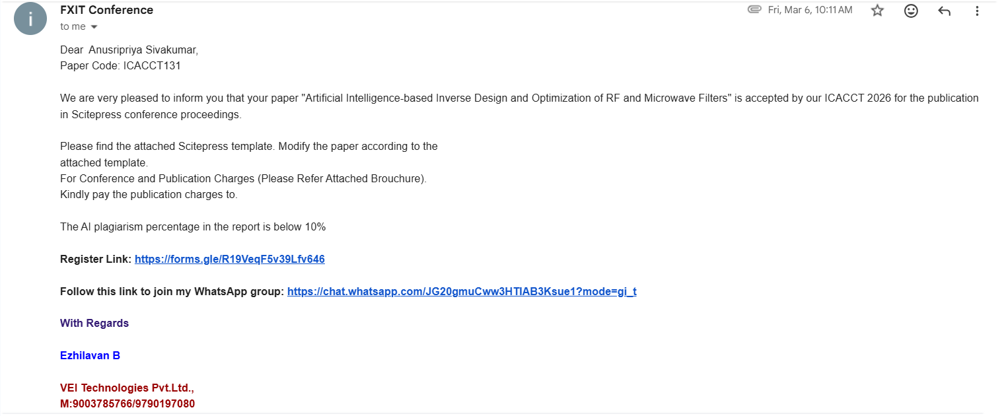 i
FXIT Conference
Fri, Mar 6, 10:11 AM
to me
Dear Anusripriya Sivakumar,
Paper Code: ICACCT131
We are very pleased to inform you that your paper "Artificial Intelligence-based Inverse Design and Optimization of RF and Microwave Filters" is accepted by our ICACCT 2026 for the publication
in Scitepress conference proceedings.
Please find the attached Scitepress template. Modify the paper according to the
attached template.
For Conference and Publication Charges (Please Refer Attached Brouchure).
Kindly pay the publication charges to.
The AI plagiarism percentage in the report is below 10%
Register Link: https://forms.gle/R19VeqF5v39Lfv646
Follow this link to join my WhatsApp group: https://chat.whatsapp.com/JG20gmuCww3HTIAB3Ksue1?mode=gi_t
With Regards
Ezhilavan B
VEI Technologies Pvt.Ltd.,
M:9003785766/9790197080